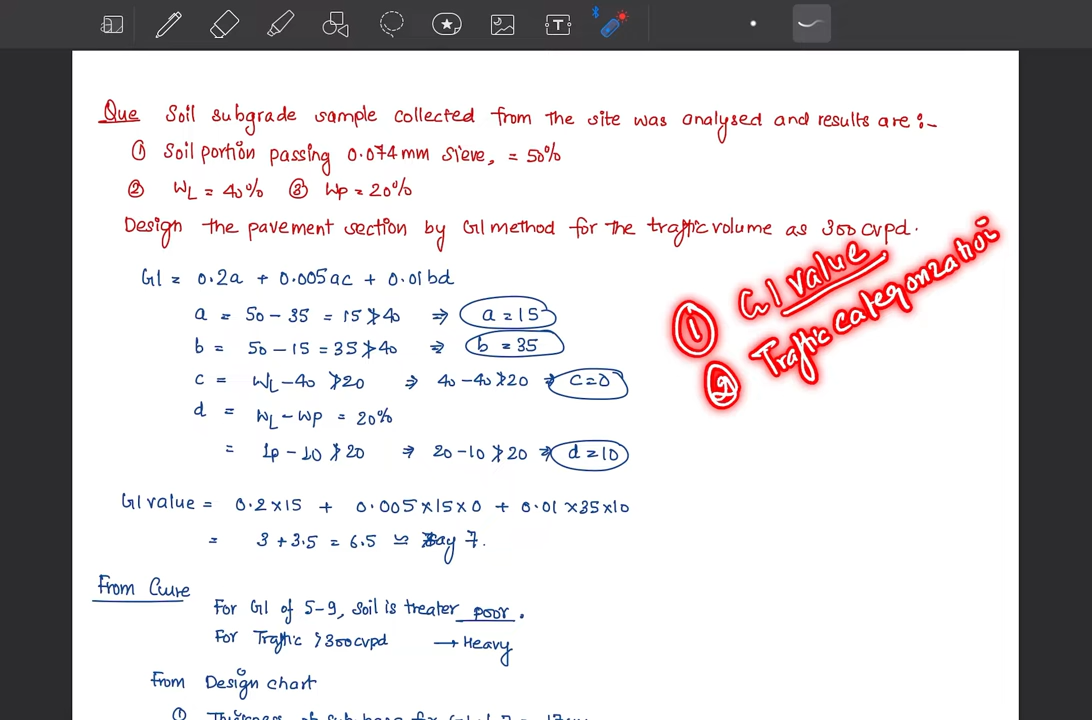 Que Soil subgrade sample collected from the site was analysed and results are :-
① Soil portion passing 0.074mm Sieve, = 50%
② WL = 40% ③ Wp = 20%
Design the pavement section by GI method for the traffic volume as 300 cvpd.
① GI value
② Traffic categorization
GI = 0.2a + 0.005ac + 0.01bd
a = 50 - 35 = 15 ≯ 40 ⇒ a = 15
b = 50 - 15 = 35 ≯ 40 ⇒ b = 35
c = WL - 40 ≯ 20 ⇒ 40 - 40 ≯ 20 ⇒ c = 0
d = WL - Wp = 20%
= Ip - 10 ≯ 20 ⇒ 20 - 10 ≯ 20 ⇒ d = 10
GI value = 0.2 × 15 + 0.005 × 15 × 0 + 0.01 × 35 × 10
= 3 + 3.5 = 6.5 ≃ say 7.
From Cure
For GI of 5-9, Soil is treater poor.
For Traffic >300cvpd → Heavy
From Design chart
①